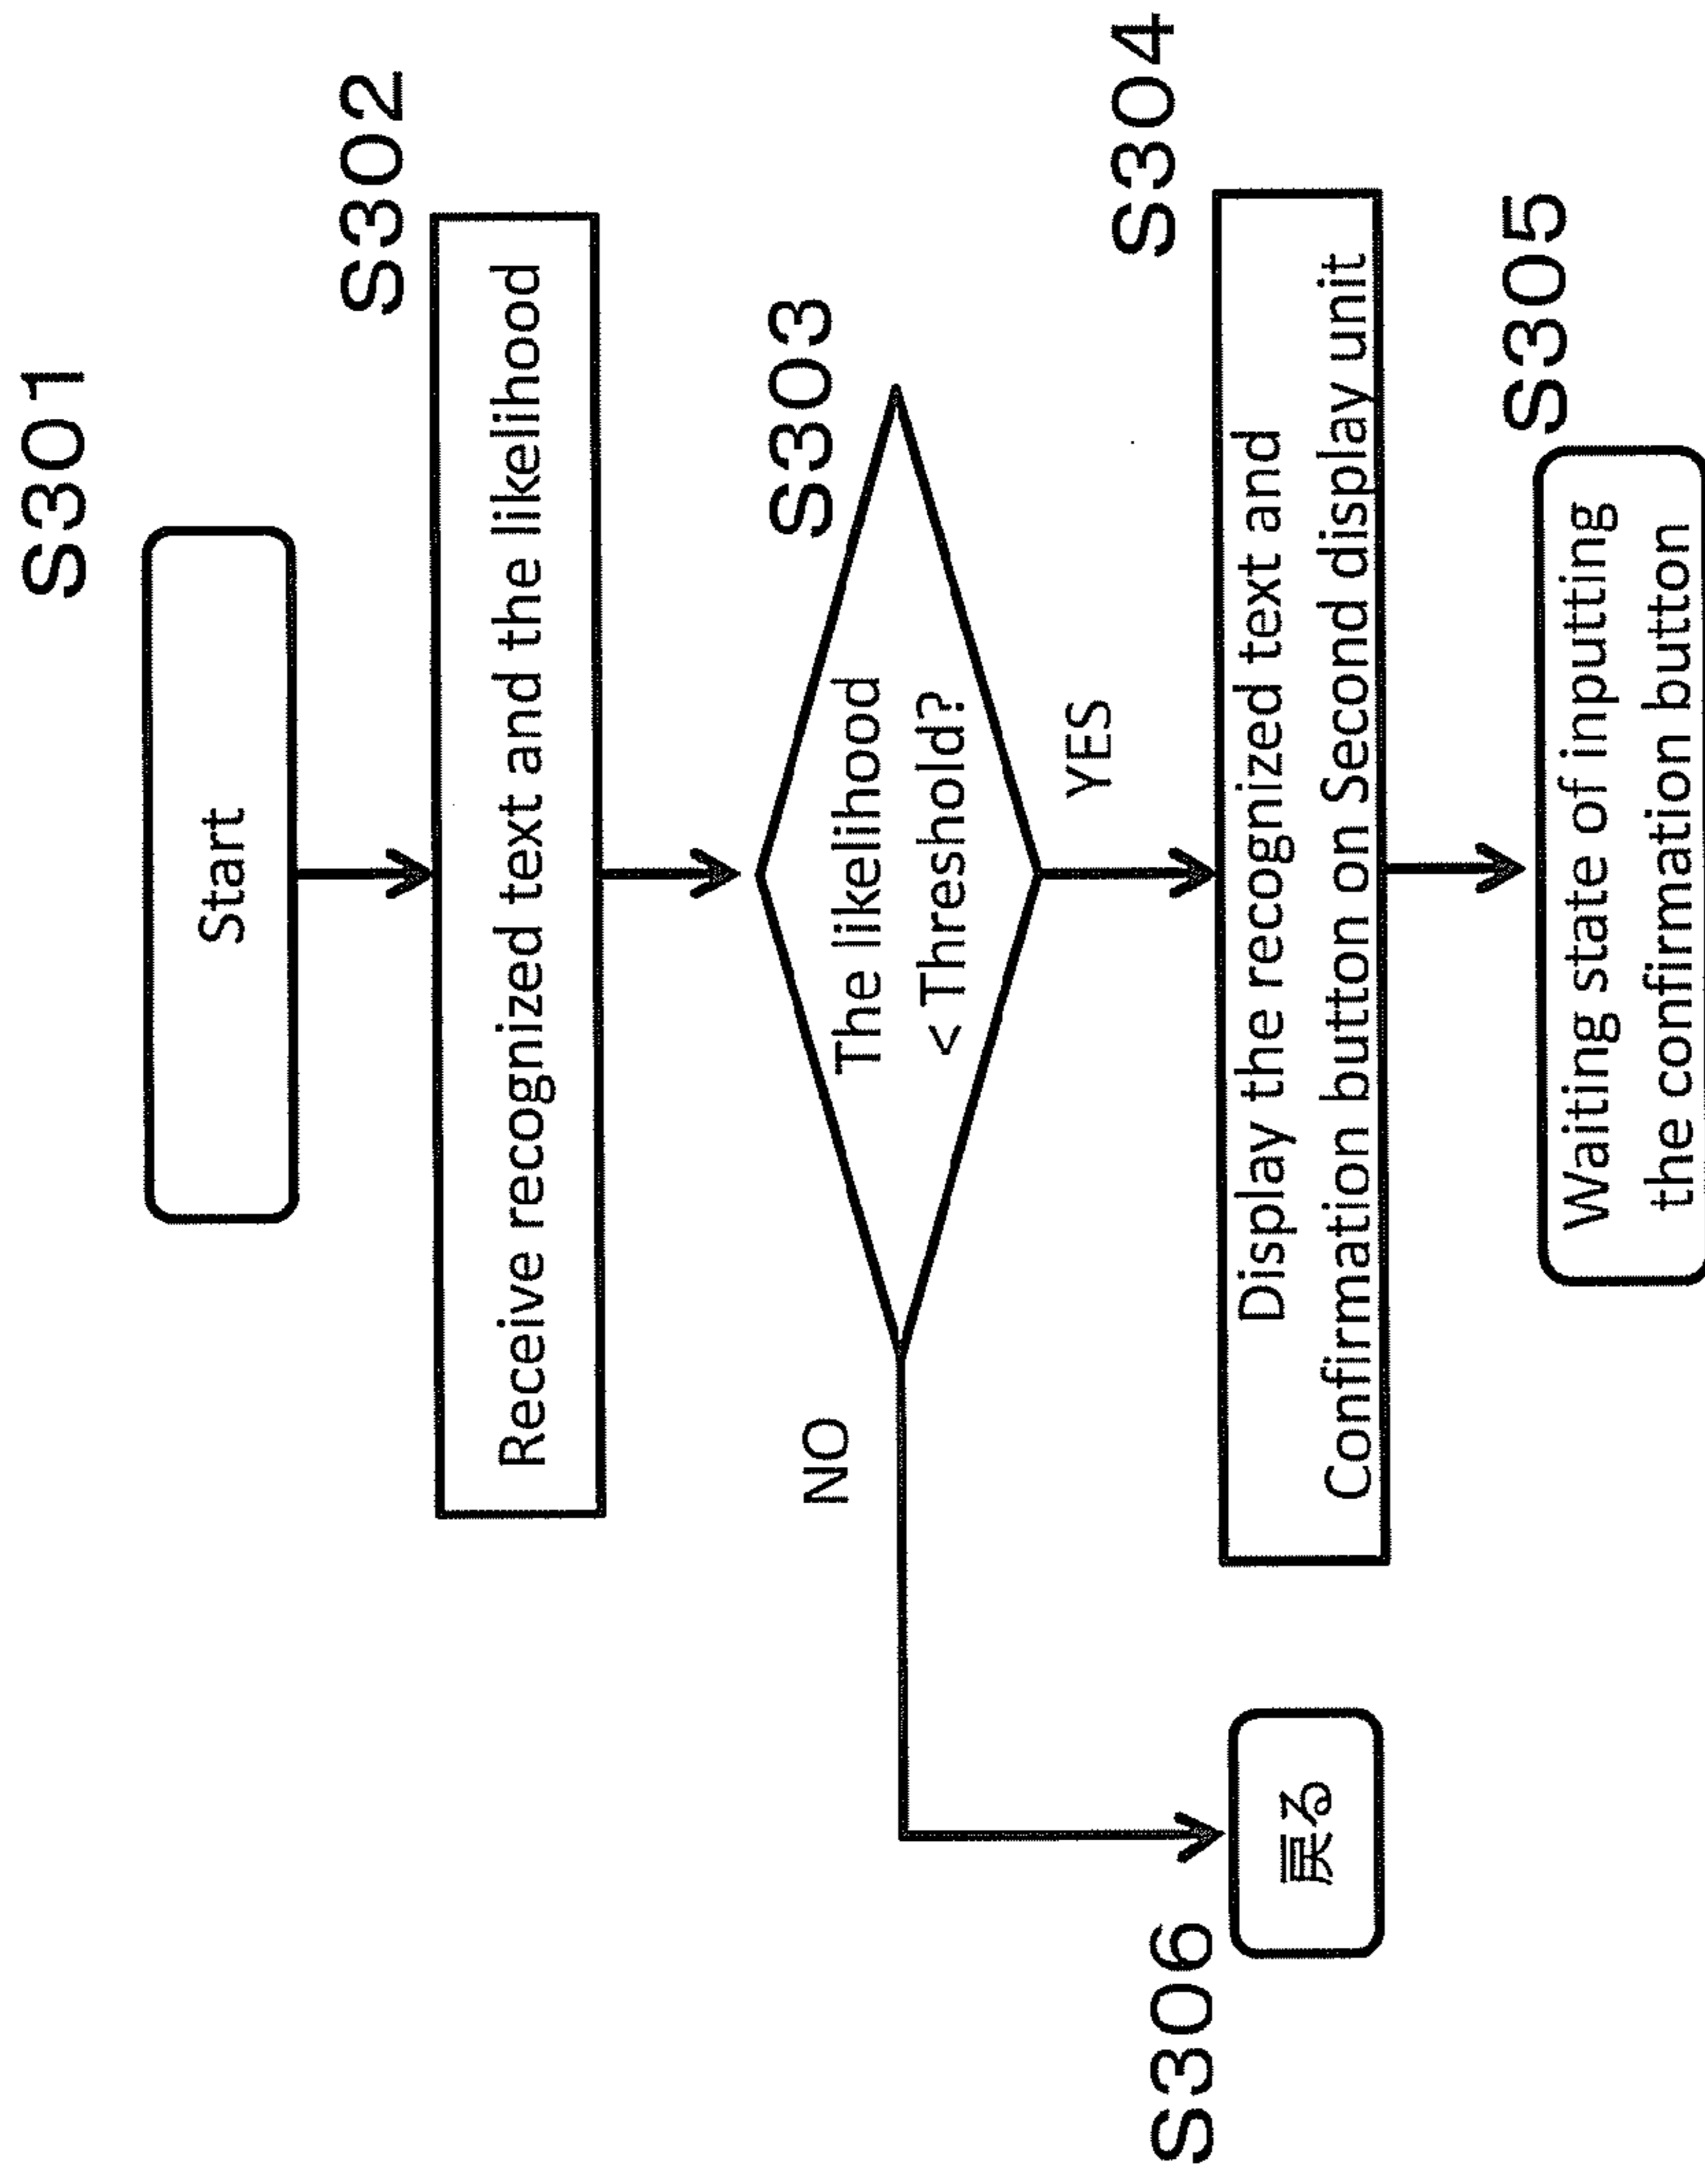 S301
Start
S302
Receive recognized text and the likelihood
S303
The likelihood
< Threshold?
NO
YES
S304
Display the recognized text and
Confirmation button on Second display unit
S305
Waiting state of inputting
the confirmation button
S306
戻る